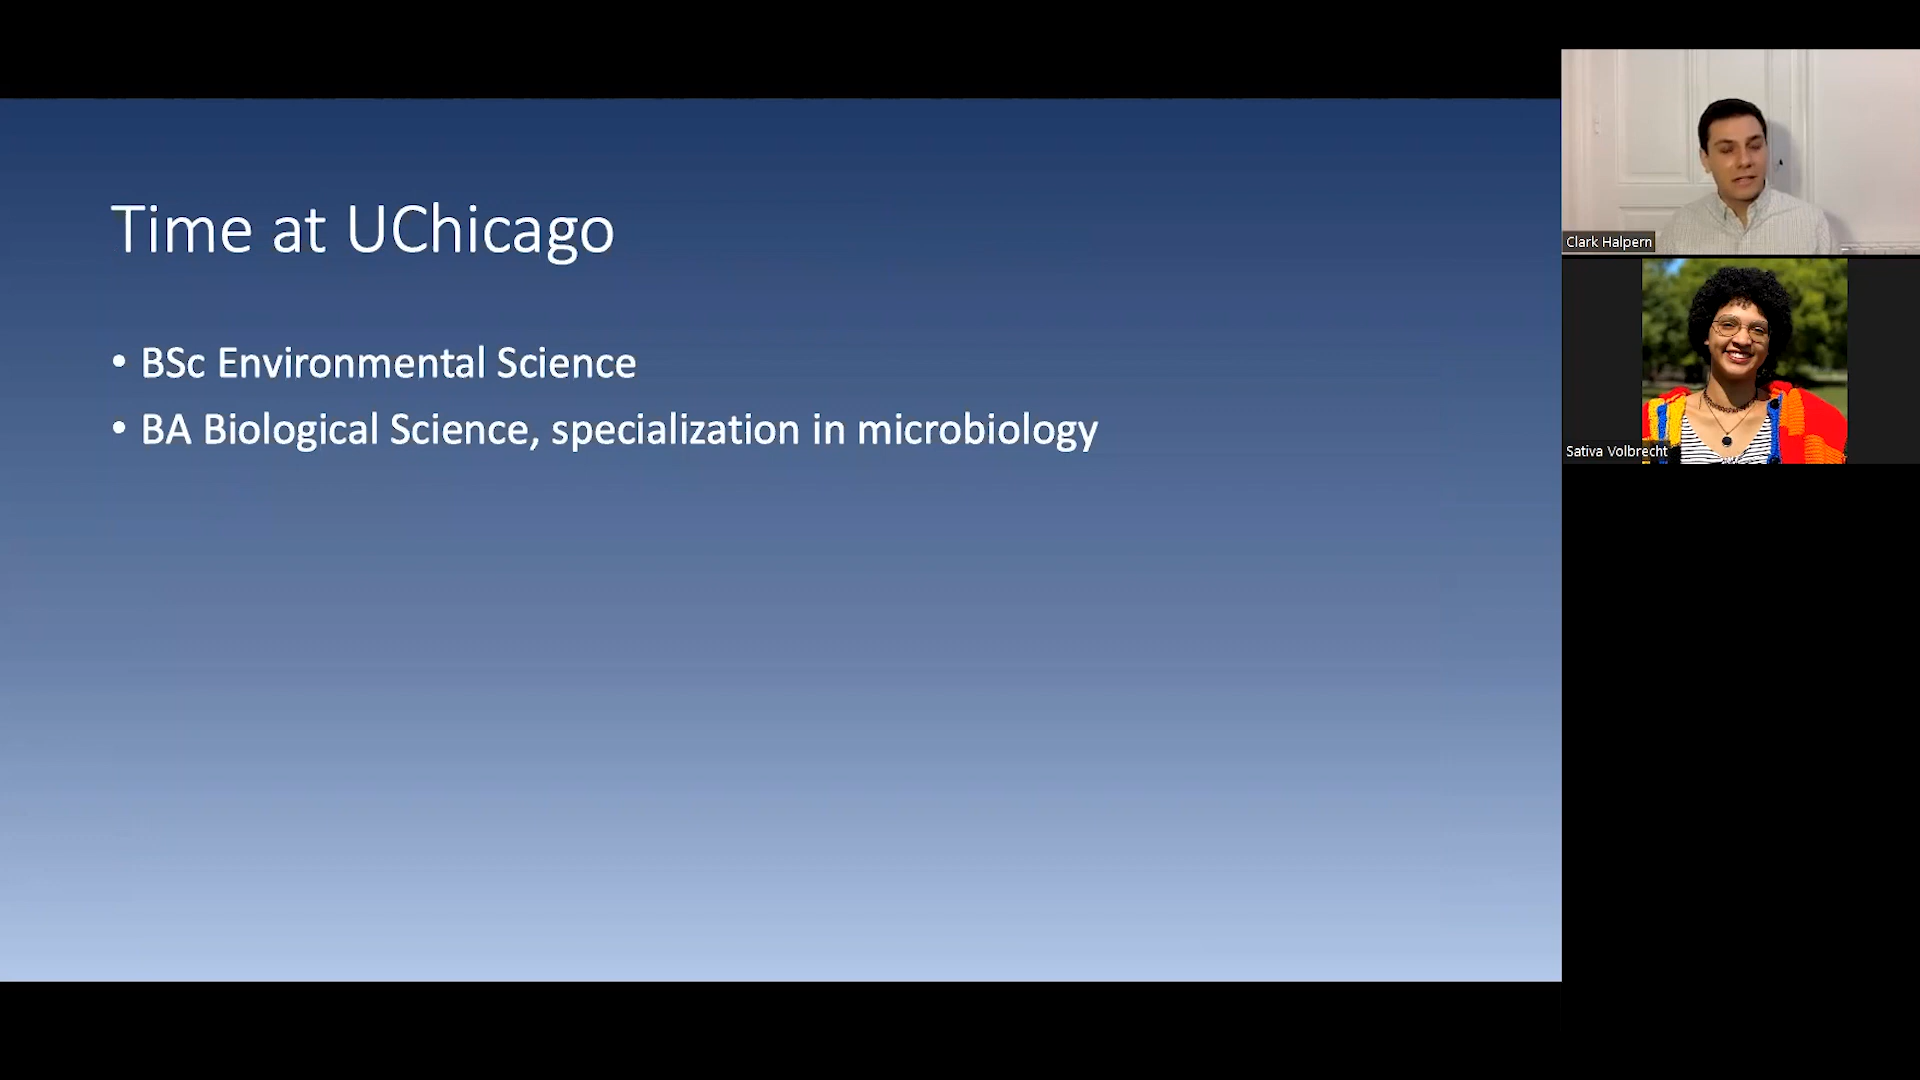 Time at UChicago
• BSc Environmental Science
• BA Biological Science, specialization in microbiology
Clark Halpern
Sativa Volbrecht